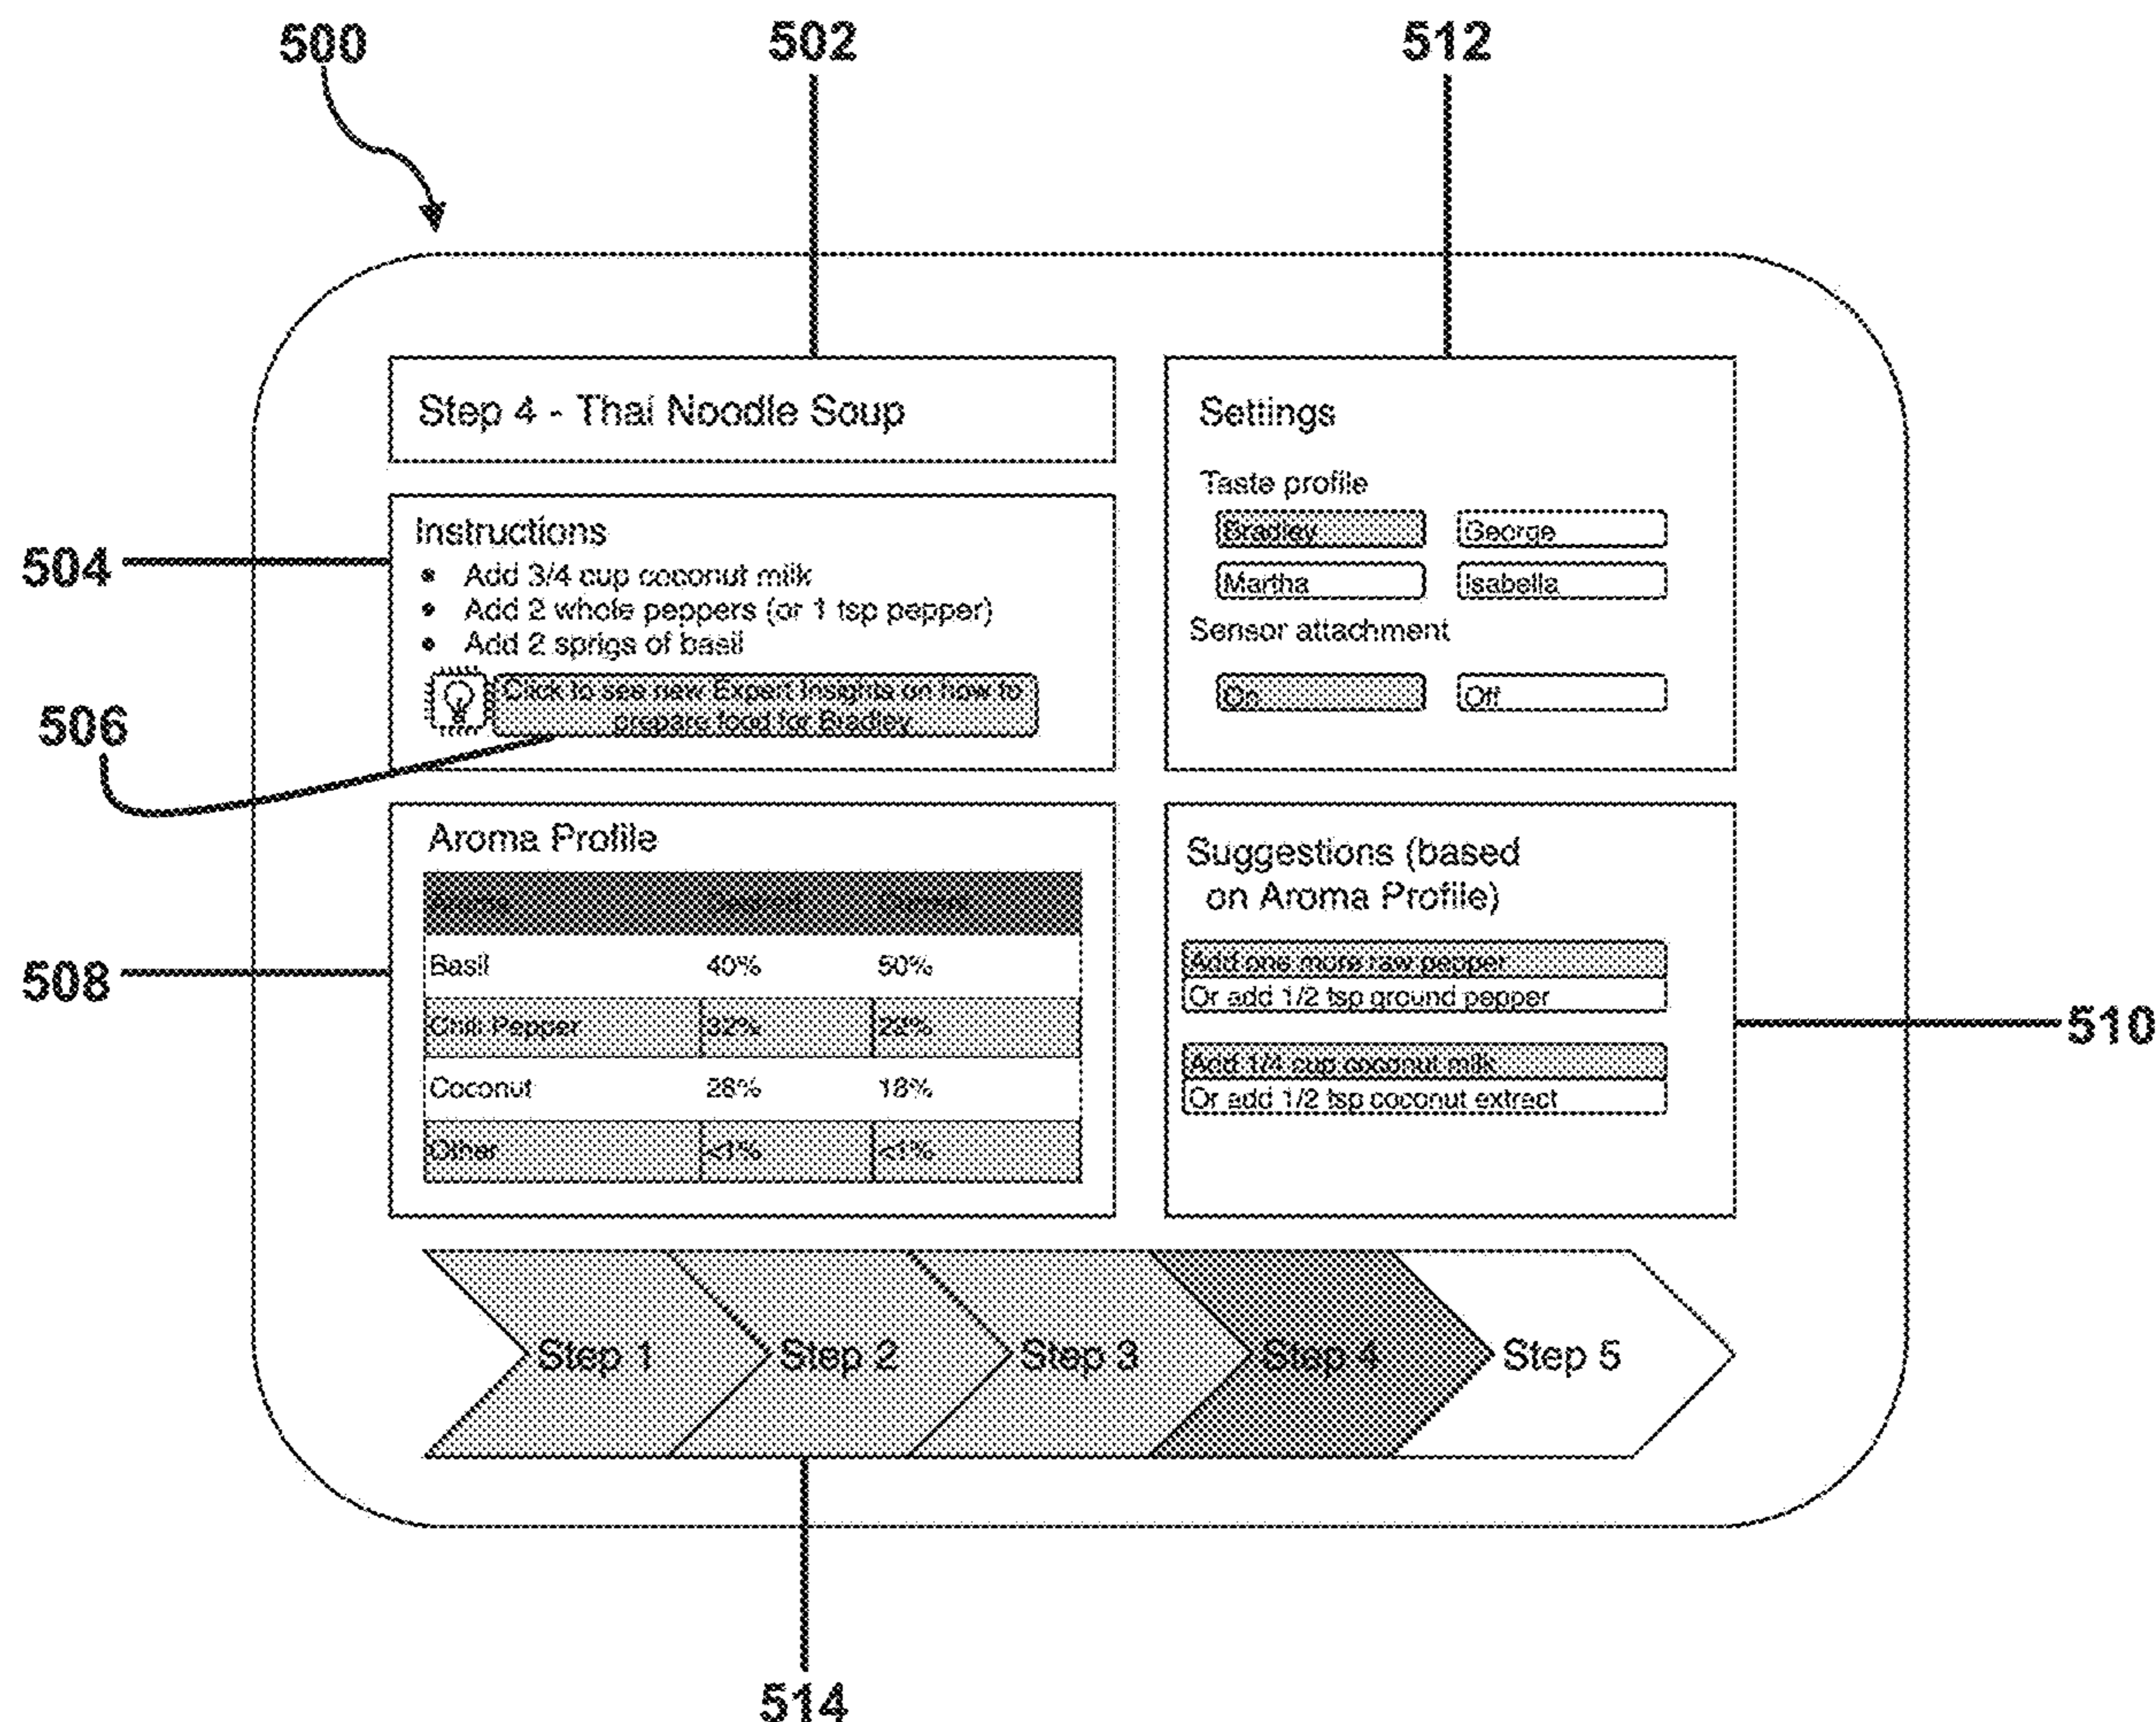 500
502
512
Step 4 - Thai Noodle Soup
504
Instructions
• Add 3/4 cup coconut milk
• Add 2 whole peppers (or 1 tsp pepper)
• Add 2 sprigs of basil
506
Click to see new Expert Insights on how to
prepare food for Bradley
Settings
Taste profile
Bradley George
Martha Isabella
Sensor attachment
On Off
508
Aroma Profile
Aroma Desired Current
Basil 40% 50%
Chili Pepper 32% 22%
Coconut 28% 18%
Other <1% <1%
510
Suggestions (based
on Aroma Profile)
Add one more raw pepper
Or add 1/2 tsp ground pepper
Add 1/4 cup coconut milk
Or add 1/2 tsp coconut extract
Step 1 Step 2 Step 3 Step 4 Step 5
514